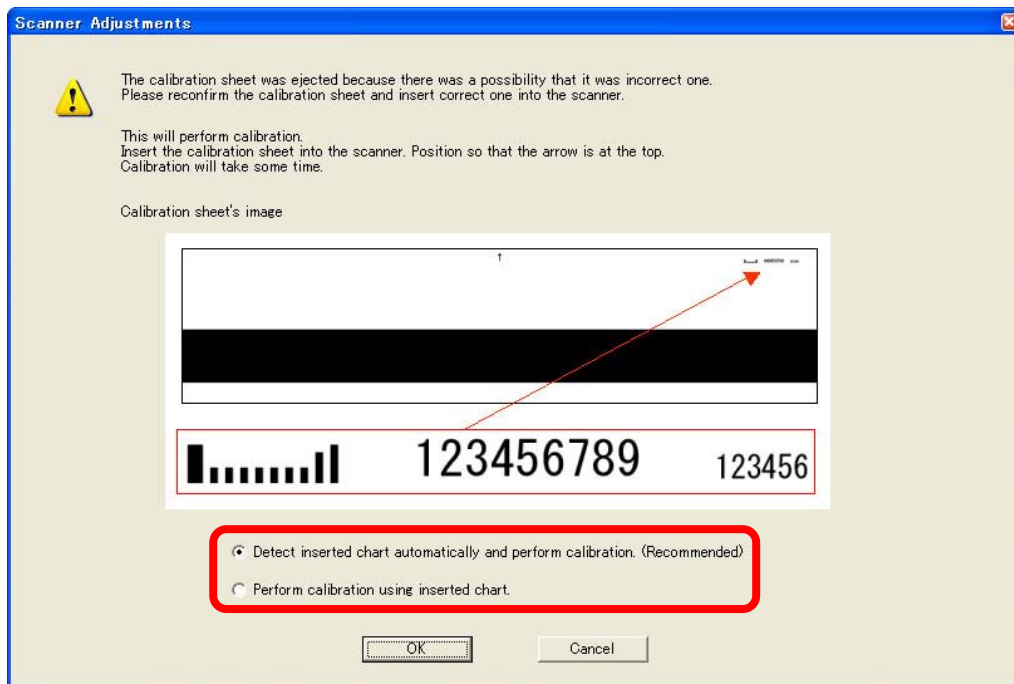 Scanner Adjustments
The calibration sheet was ejected because there was a possibility that it was incorrect one.
Please reconfirm the calibration sheet and insert correct one into the scanner.
This will perform calibration.
Insert the calibration sheet into the scanner. Position so that the arrow is at the top.
Calibration will take some time.
Calibration sheet's image
123456789
123456
Detect inserted chart automatically and perform calibration. (Recommended)
Perform calibration using inserted chart.
OK
Cancel